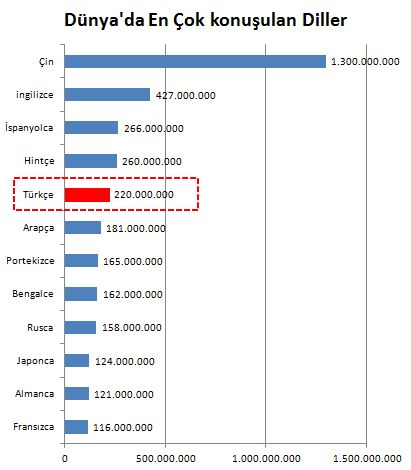 Dünya'da En Çok konuşulan Diller
Çin 1.300.000.000
ingilizce 427.000.000
İspanyolca 266.000.000
Hintçe 260.000.000
Türkçe 220.000.000
Arapça 181.000.000
Portekizce 165.000.000
Bengalce 162.000.000
Rusca 158.000.000
Japonca 124.000.000
Almanca 121.000.000
Fransızca 116.000.000
0 500.000.000 1.000.000.000 1.500.000.000